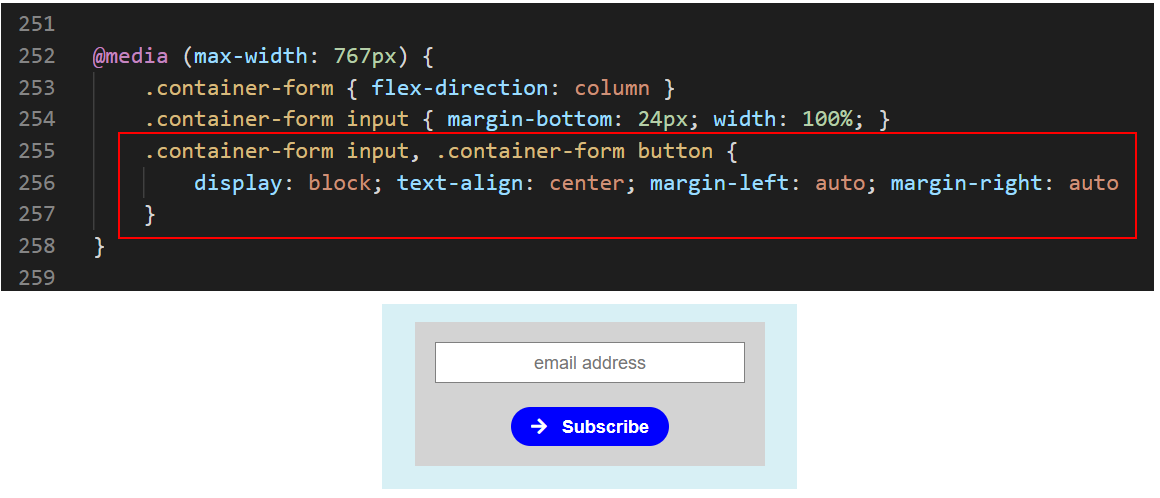 251
252 @media (max-width: 767px) {
253 .container-form { flex-direction: column }
254 .container-form input { margin-bottom: 24px; width: 100%; }
255 .container-form input, .container-form button {
256 display: block; text-align: center; margin-left: auto; margin-right: auto
257 }
258 }
259
email address
Subscribe